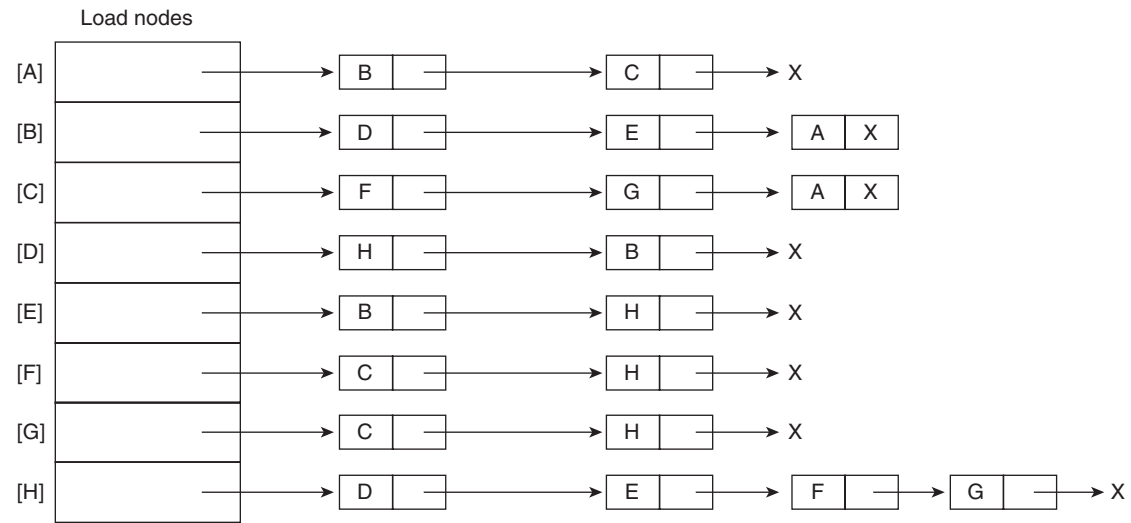 Load nodes
[A] B C X
[B] D E A X
[C] F G A X
[D] H B X
[E] B H X
[F] C H X
[G] C H X
[H] D E F G X